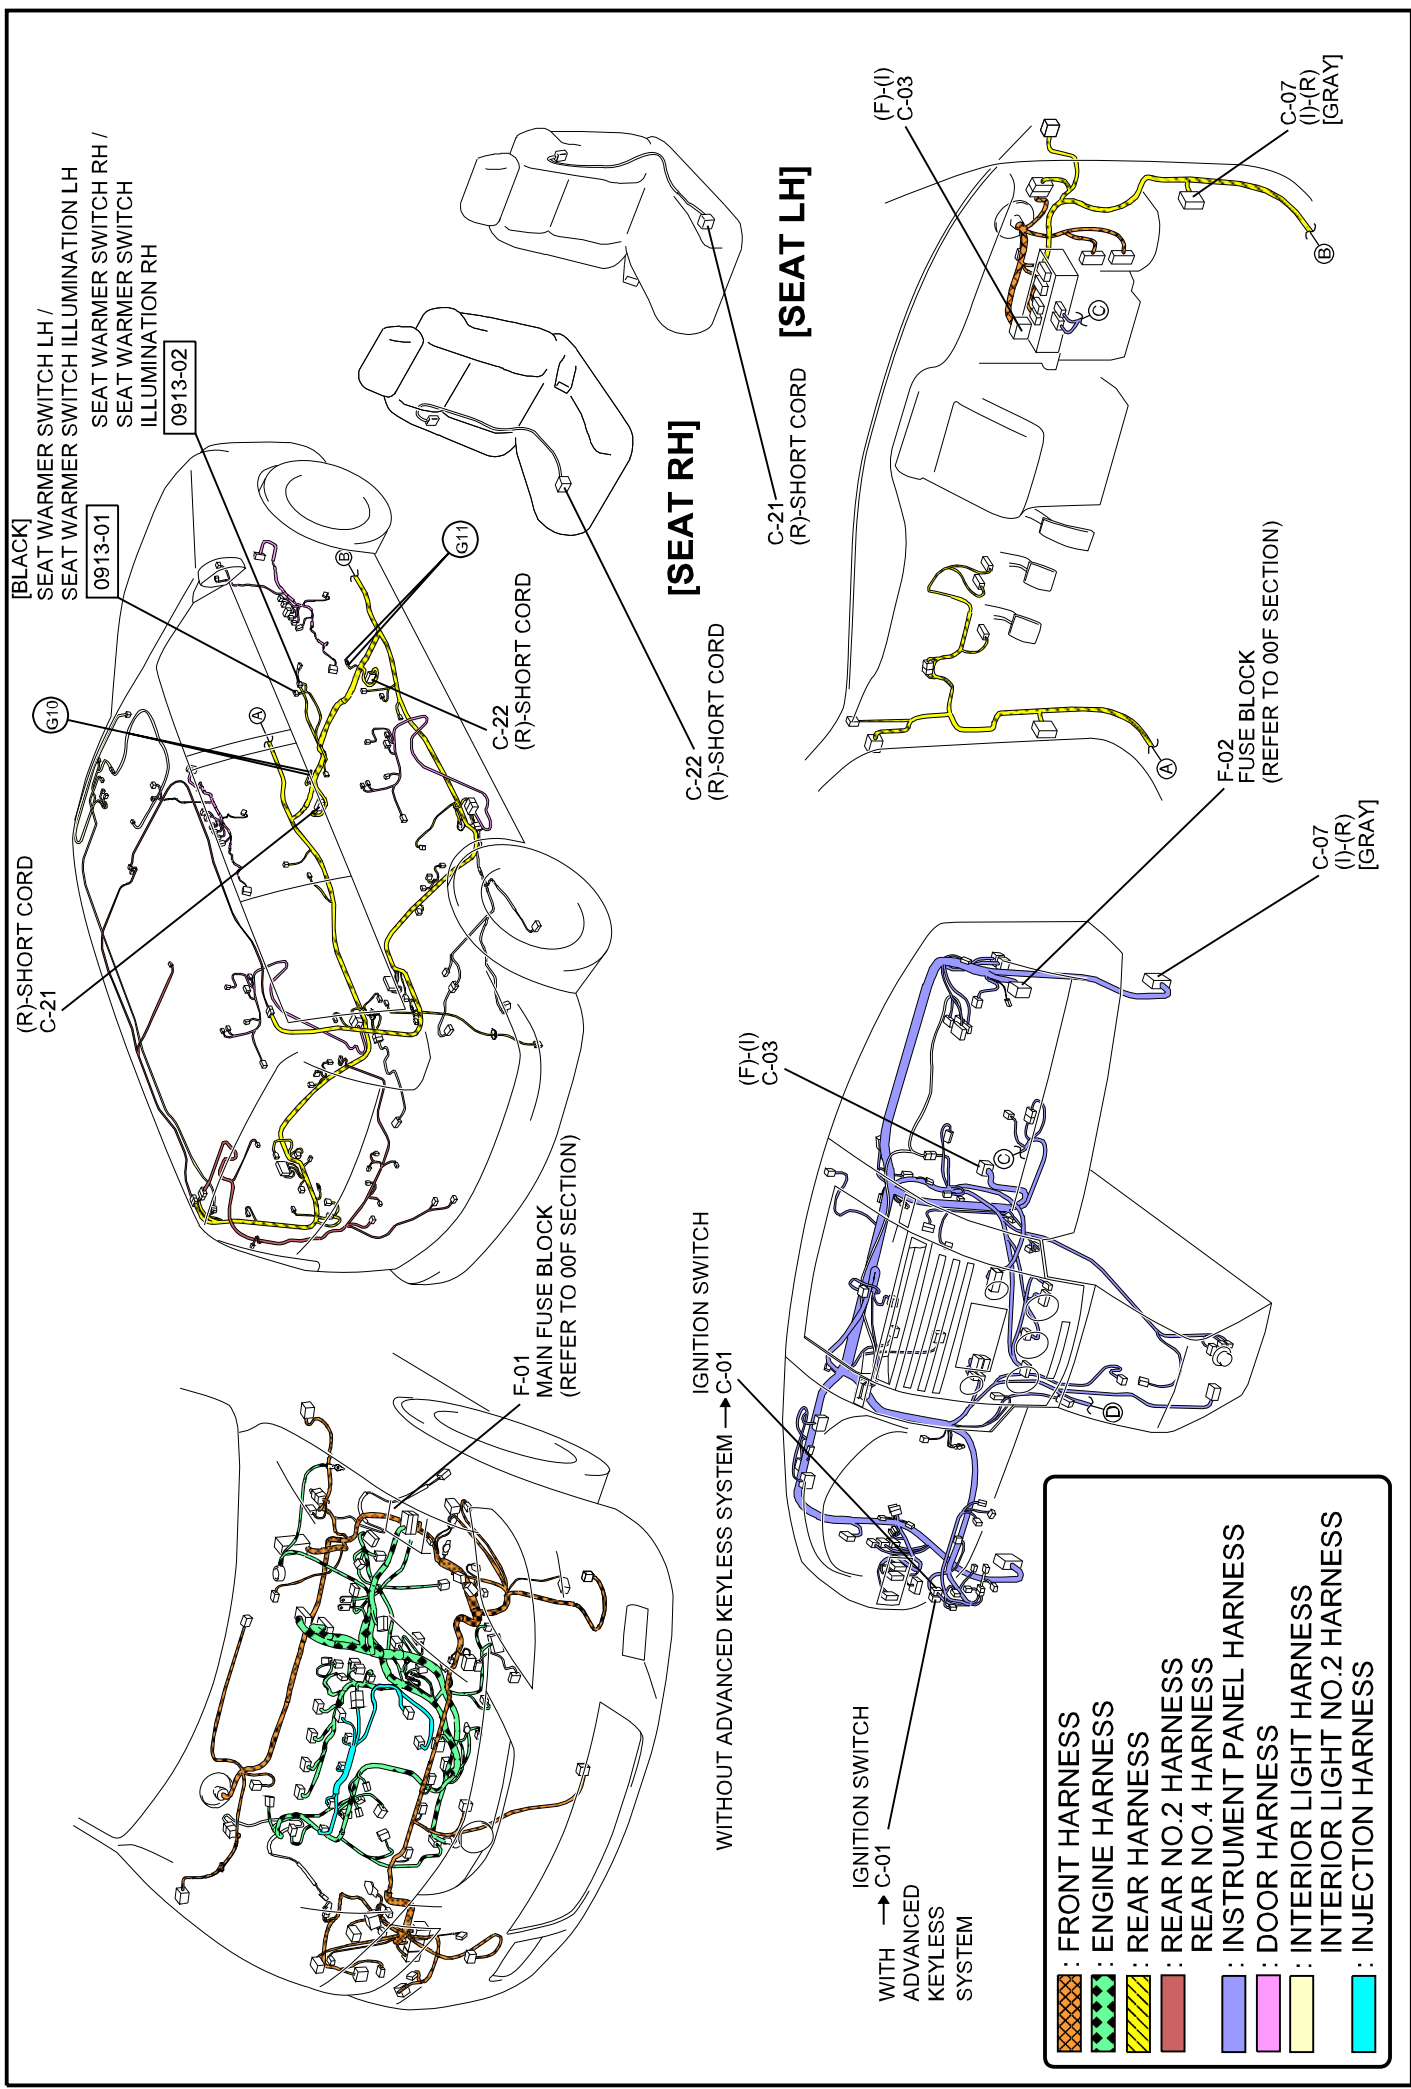 [BLACK]
SEAT WARMER SWITCH LH /
SEAT WARMER SWITCH ILLUMINATION LH
0913-01
SEAT WARMER SWITCH RH /
SEAT WARMER SWITCH
ILLUMINATION RH
0913-02
G10
G11
A
B
(R)-SHORT CORD
C-21
C-22
(R)-SHORT CORD
F-01
MAIN FUSE BLOCK
(REFER TO 00F SECTION)
[SEAT RH]
C-22
(R)-SHORT CORD
[SEAT LH]
C-21
(R)-SHORT CORD
(F)-(I)
C-03
C-07
(I)-(R)
[GRAY]
A
B
C
F-02
FUSE BLOCK
(REFER TO 00F SECTION)
C-07
(I)-(R)
[GRAY]
(F)-(I)
C-03
C
D
IGNITION SWITCH
WITHOUT ADVANCED KEYLESS SYSTEM → C-01
IGNITION SWITCH
WITH → C-01
ADVANCED
KEYLESS
SYSTEM
: FRONT HARNESS
: ENGINE HARNESS
: REAR HARNESS
: REAR NO.2 HARNESS
REAR NO.4 HARNESS
: INSTRUMENT PANEL HARNESS
: DOOR HARNESS
: INTERIOR LIGHT HARNESS
INTERIOR LIGHT NO.2 HARNESS
: INJECTION HARNESS